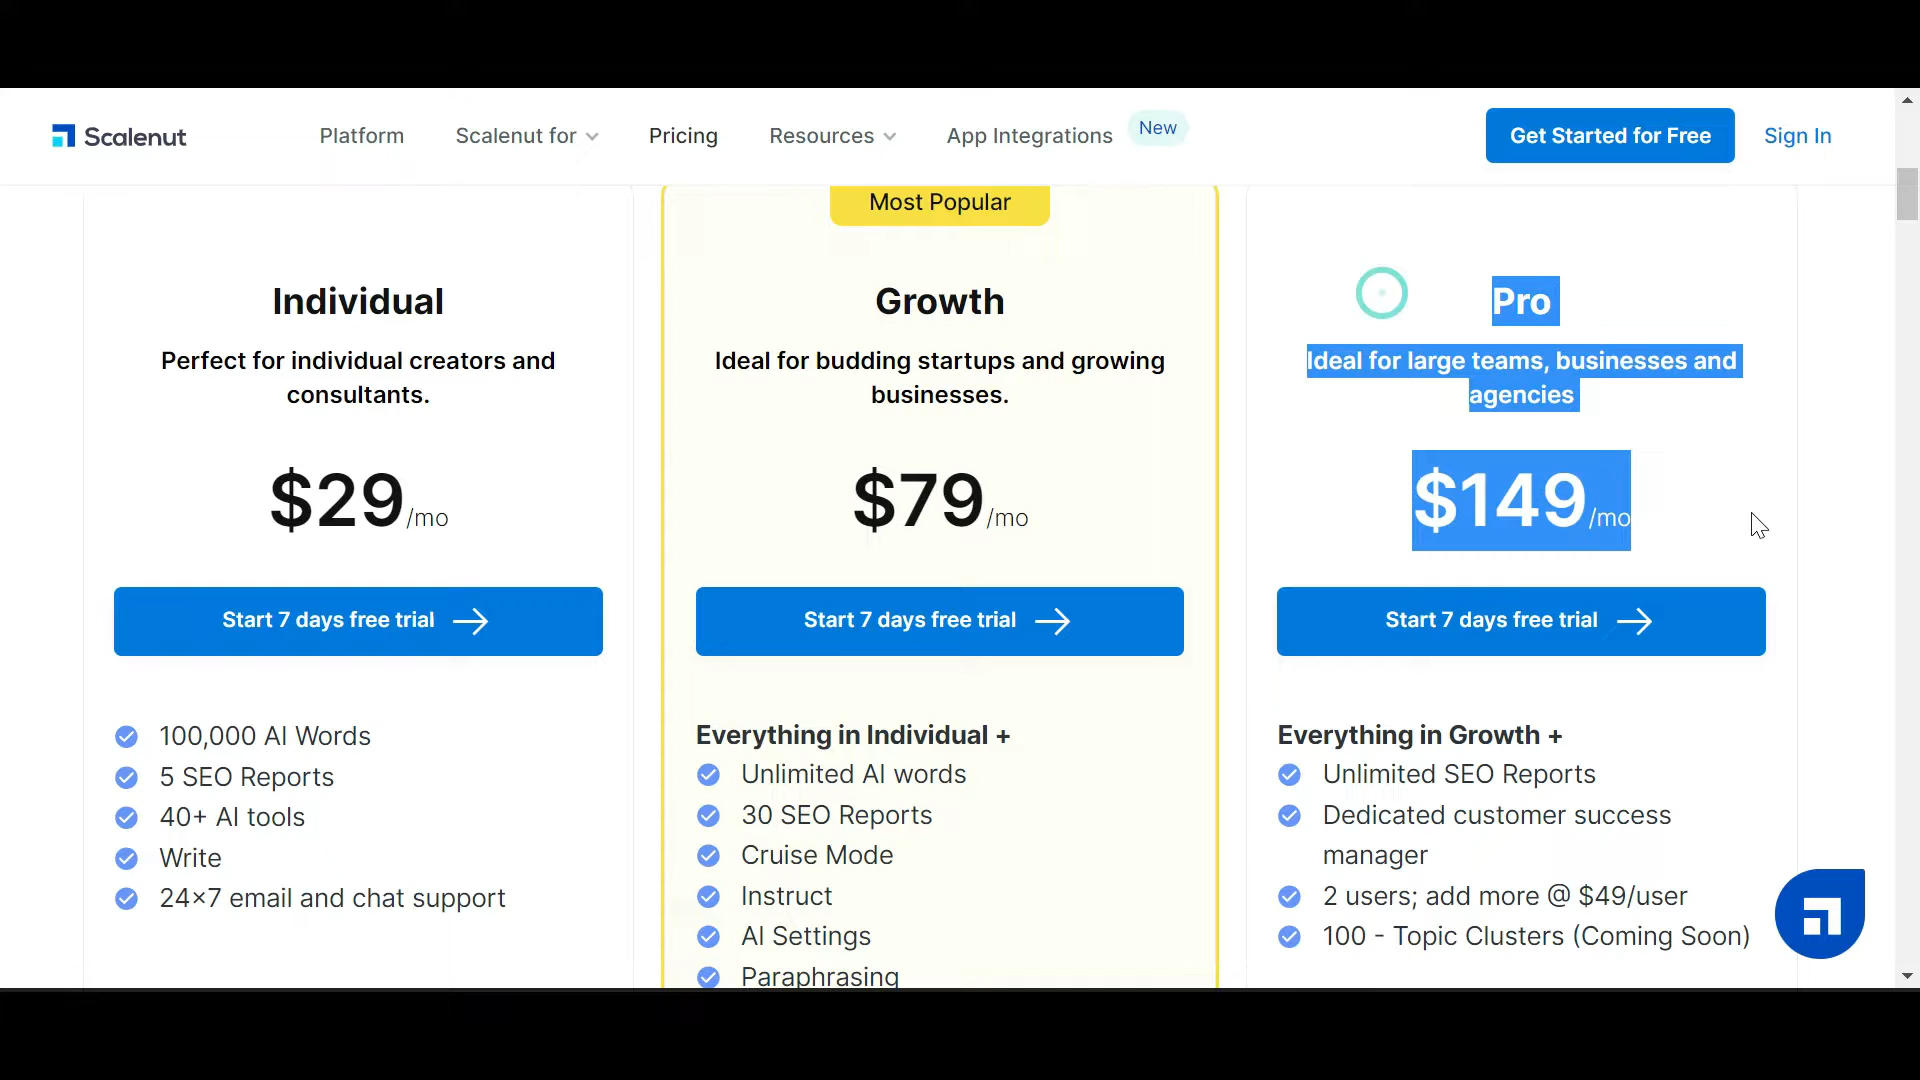 Scalenut
Platform
Scalenut for
Pricing
Resources
App Integrations
New
Get Started for Free
Sign In
Individual
Perfect for individual creators and
consultants.
$29/mo
Start 7 days free trial
100,000 AI Words
5 SEO Reports
40+ AI tools
Write
24×7 email and chat support
Most Popular
Growth
Ideal for budding startups and growing
businesses.
$79/mo
Start 7 days free trial
Everything in Individual +
Unlimited AI words
30 SEO Reports
Cruise Mode
Instruct
AI Settings
Paraphrasing
Pro
Ideal for large teams, businesses and
agencies
$149/mo
Start 7 days free trial
Everything in Growth +
Unlimited SEO Reports
Dedicated customer success
manager
2 users; add more @ $49/user
100 - Topic Clusters (Coming Soon)